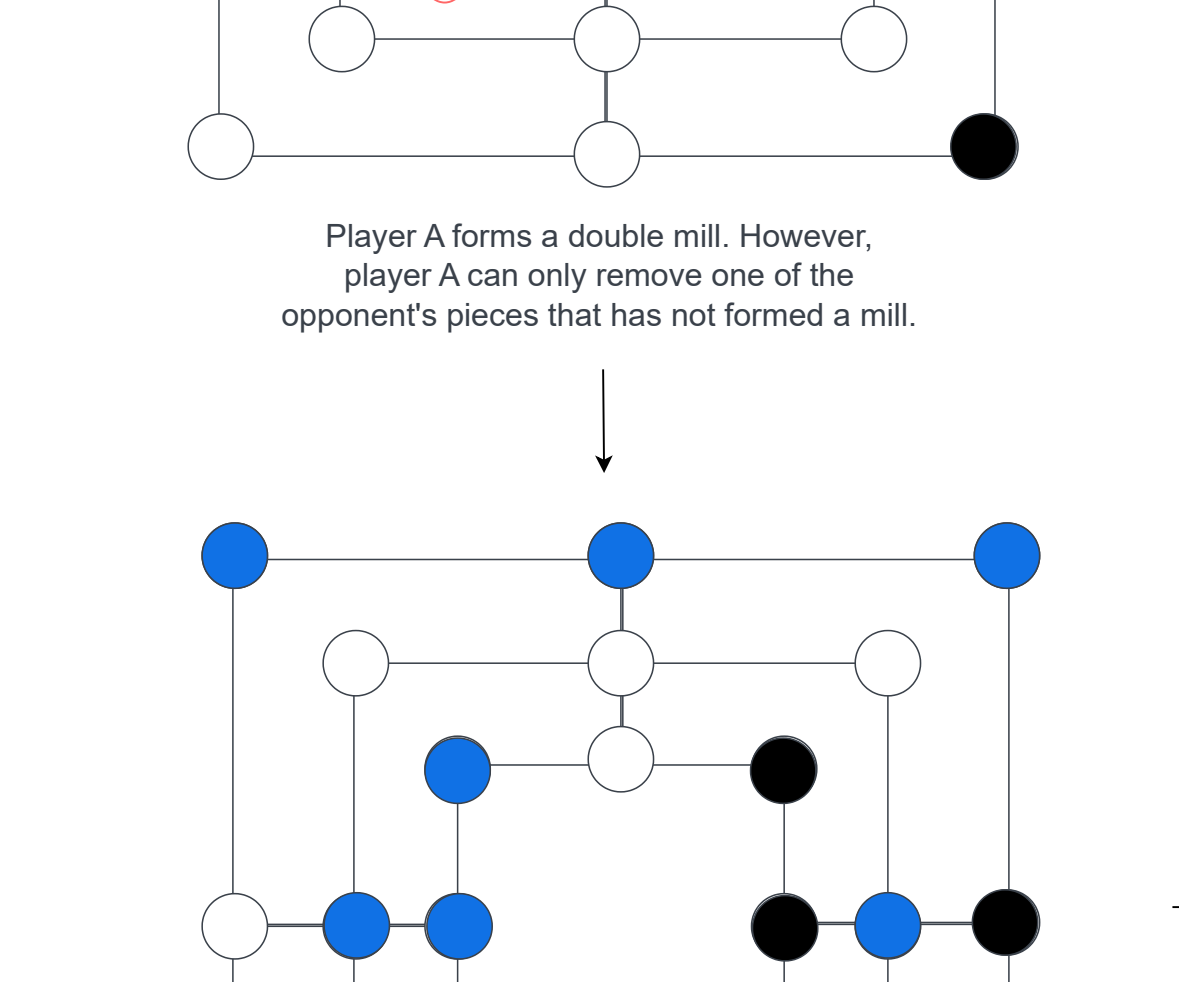 Player A forms a double mill. However,
player A can only remove one of the
opponent's pieces that has not formed a mill.